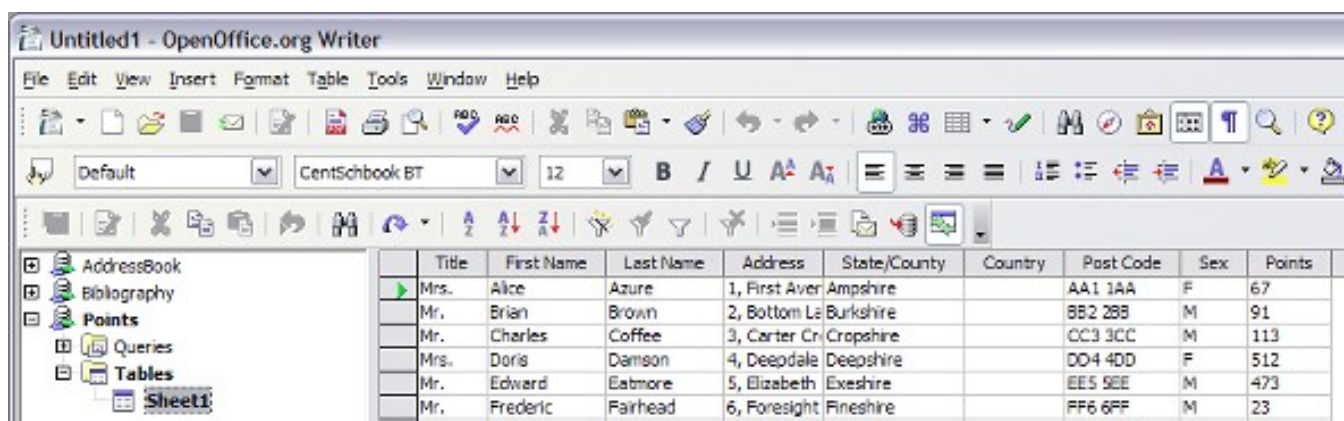 Untitled1 - OpenOffice.org Writer
File Edit View Insert Format Table Tools Window Help
Default CentSchbook BT 12 B I U
AddressBook
Bibliography
Points
Queries
Tables
Sheet1
Title First Name Last Name Address State/County Country Post Code Sex Points
Mrs. Alice Azure 1, First Aver Ampshire AA1 1AA F 67
Mr. Brian Brown 2, Bottom La Burkshire BB2 2BB M 91
Mr. Charles Coffee 3, Carter Cr Cropshire CC3 3CC M 113
Mrs. Doris Damson 4, Deepdale Deepshire DD4 4DD F 512
Mr. Edward Eatmore 5, Elizabeth Exeshire EE5 5EE M 473
Mr. Frederic Fairhead 6, Foresight Fineshire FF6 6FF M 23